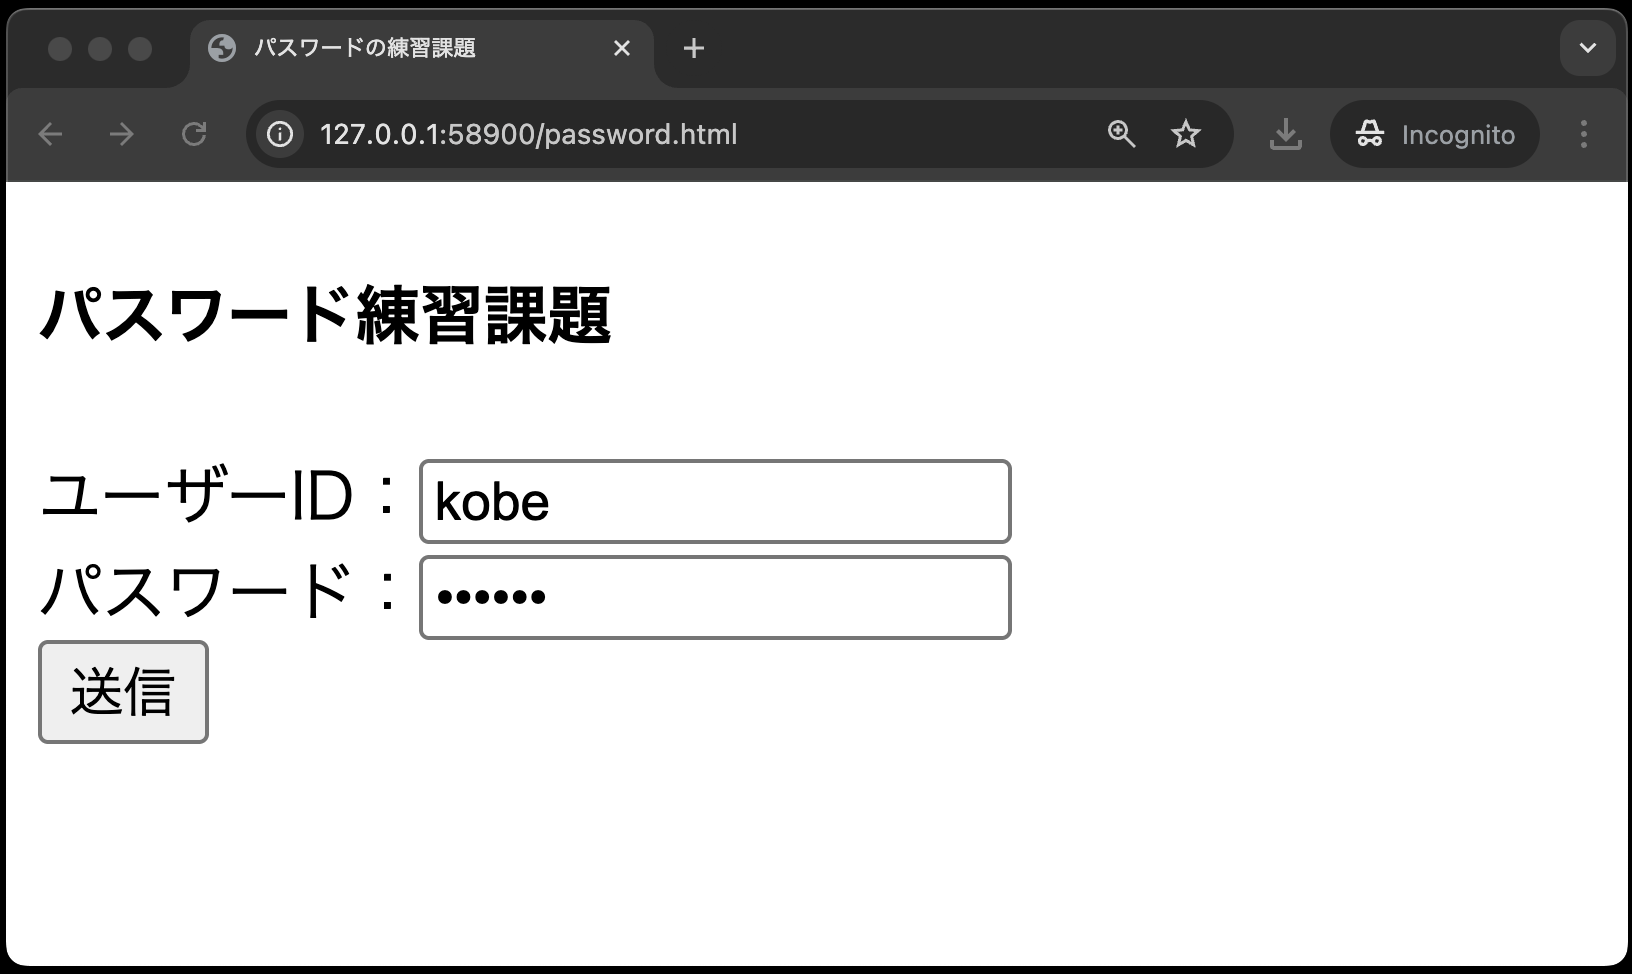 パスワードの練習課題
127.0.0.1:58900/password.html
Incognito
パスワード練習課題
ユーザーID：kobe
パスワード：••••••
送信